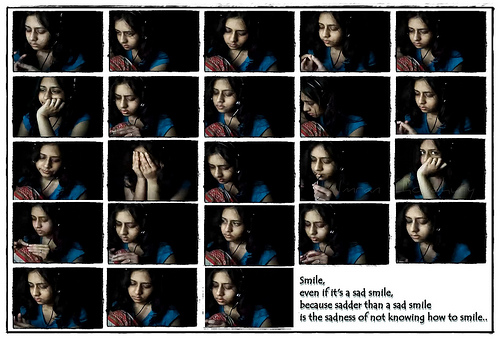 Smile,
even if it's a sad smile,
because sadder than a sad smile
is the sadness of not knowing how to smile..